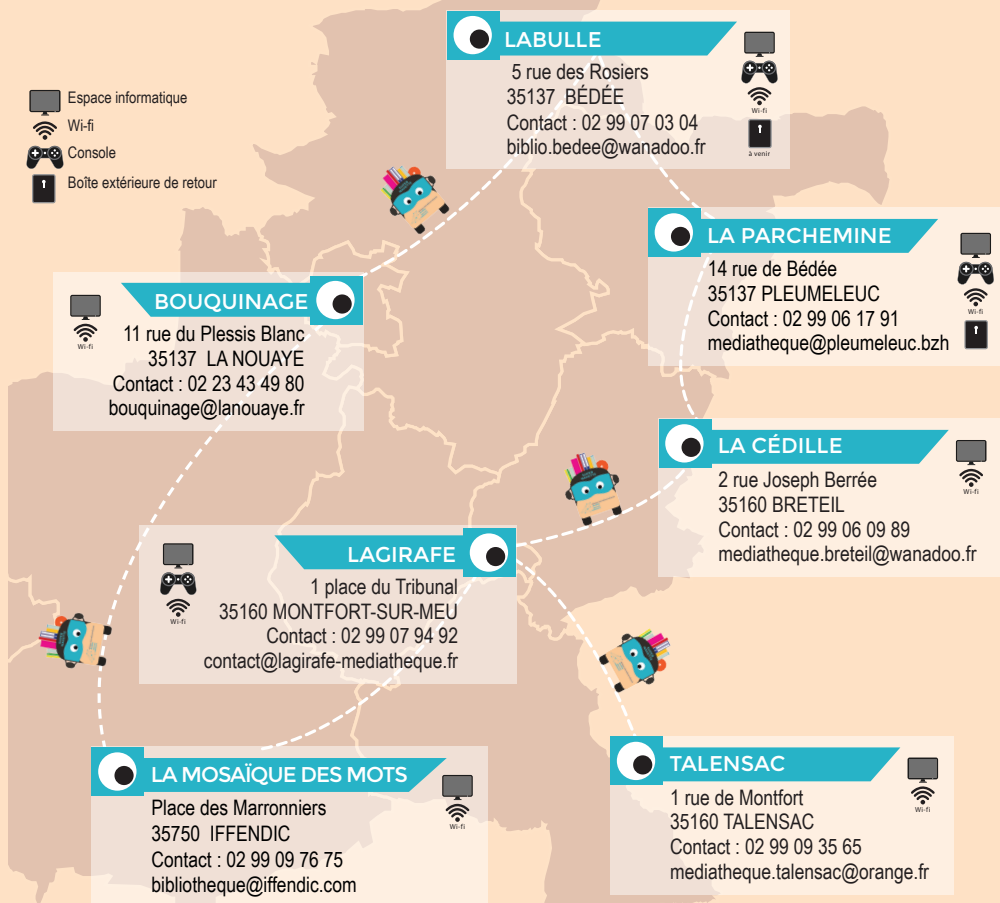 Espace informatique
Wi-fi
Console
Boîte extérieure de retour
LABULLE
5 rue des Rosiers
35137 BÉDÉE
Contact : 02 99 07 03 04
biblio.bedee@wanadoo.fr
Wi-fi
à venir
LA PARCHEMINE
14 rue de Bédée
35137 PLEUMELEUC
Contact : 02 99 06 17 91
mediatheque@pleumeleuc.bzh
Wi-fi
BOUQUINAGE
11 rue du Plessis Blanc
35137 LA NOUAYE
Contact : 02 23 43 49 80
bouquinage@lanouaye.fr
Wi-fi
LA CÉDILLE
2 rue Joseph Berrée
35160 BRETEIL
Contact : 02 99 06 09 89
mediatheque.breteil@wanadoo.fr
Wi-fi
LAGIRAFE
1 place du Tribunal
35160 MONTFORT-SUR-MEU
Contact : 02 99 07 94 92
contact@lagirafe-mediatheque.fr
Wi-fi
LA MOSAÏQUE DES MOTS
Place des Marronniers
35750 IFFENDIC
Contact : 02 99 09 76 75
bibliotheque@iffendic.com
Wi-fi
TALENSAC
1 rue de Montfort
35160 TALENSAC
Contact : 02 99 09 35 65
mediatheque.talensac@orange.fr
Wi-fi